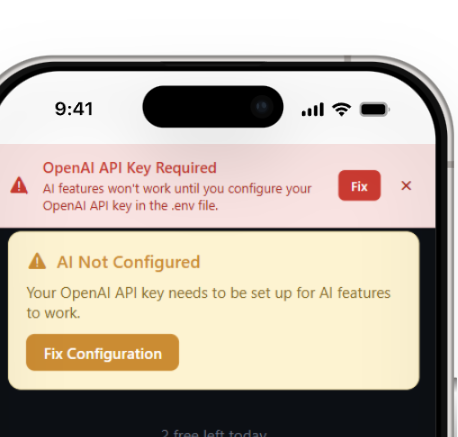 9:41
OpenAI API Key Required
AI features won't work until you configure your
OpenAI API key in the .env file.
Fix
×
AI Not Configured
Your OpenAI API key needs to be set up for AI features
to work.
Fix Configuration
2 free left today